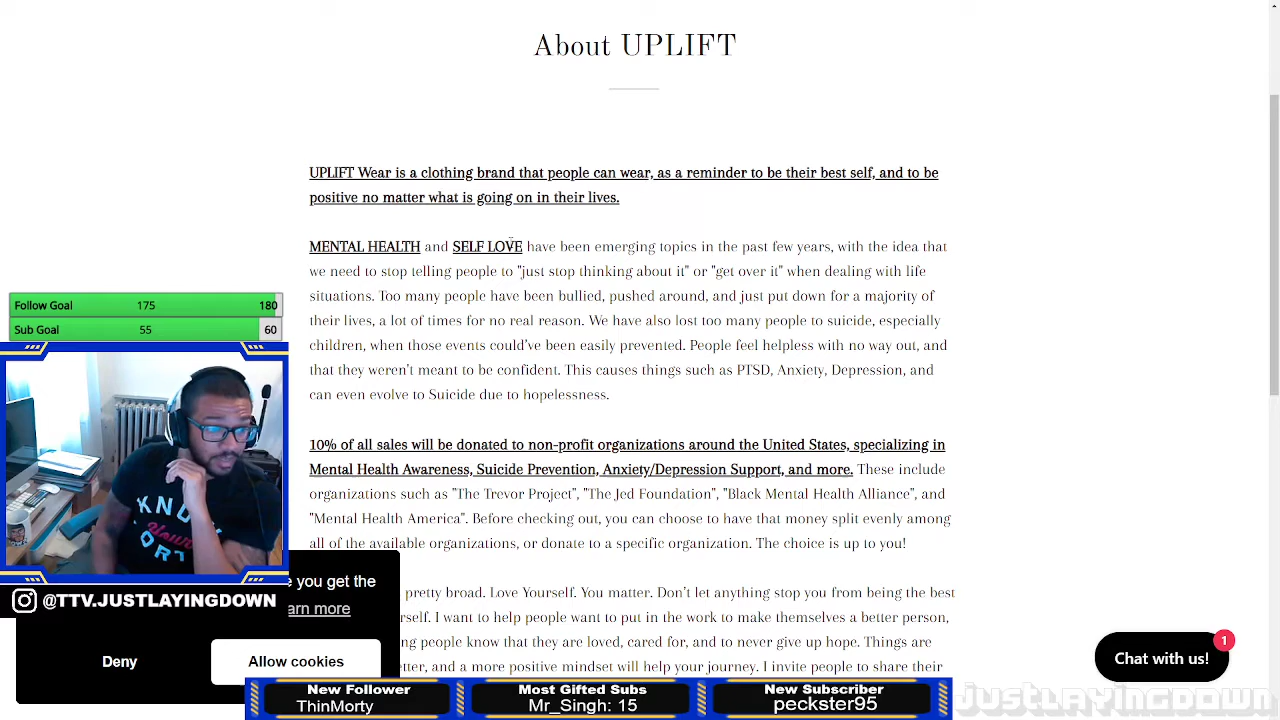 About UPLIFT
UPLIFT Wear is a clothing brand that people can wear, as a reminder to be their best self, and to be
positive no matter what is going on in their lives.
MENTAL HEALTH and SELF LOVE have been emerging topics in the past few years, with the idea that
we need to stop telling people to "just stop thinking about it" or "get over it" when dealing with life
situations. Too many people have been bullied, pushed around, and just put down for a majority of
their lives, a lot of times for no real reason. We have also lost too many people to suicide, especially
children, when those events could've been easily prevented. People feel helpless with no way out, and
that they weren't meant to be confident. This causes things such as PTSD, Anxiety, Depression, and
can even evolve to Suicide due to hopelessness.
10% of all sales will be donated to non-profit organizations around the United States, specializing in
Mental Health Awareness, Suicide Prevention, Anxiety/Depression Support, and more. These include
organizations such as "The Trevor Project", "The Jed Foundation", "Black Mental Health Alliance", and
"Mental Health America". Before checking out, you can choose to have that money split evenly among
all of the available organizations, or donate to a specific organization. The choice is up to you!
pretty broad. Love Yourself. You matter. Don't let anything stop you from being the best
I want to help people want to put in the work to make themselves a better person,
people know that they are loved, cared for, and to never give up hope. Things are
and a more positive mindset will help your journey. I invite people to share their
Follow Goal 175 180
Sub Goal 55 60
KNOW
Your
@TTV.JUSTLAYINGDOWN
you get the
Deny
Allow cookies
Chat with us!
1
New Follower
ThinMorty
Most Gifted Subs
Mr_Singh: 15
New Subscriber
peckster95
JUSTLAYINGDOWN